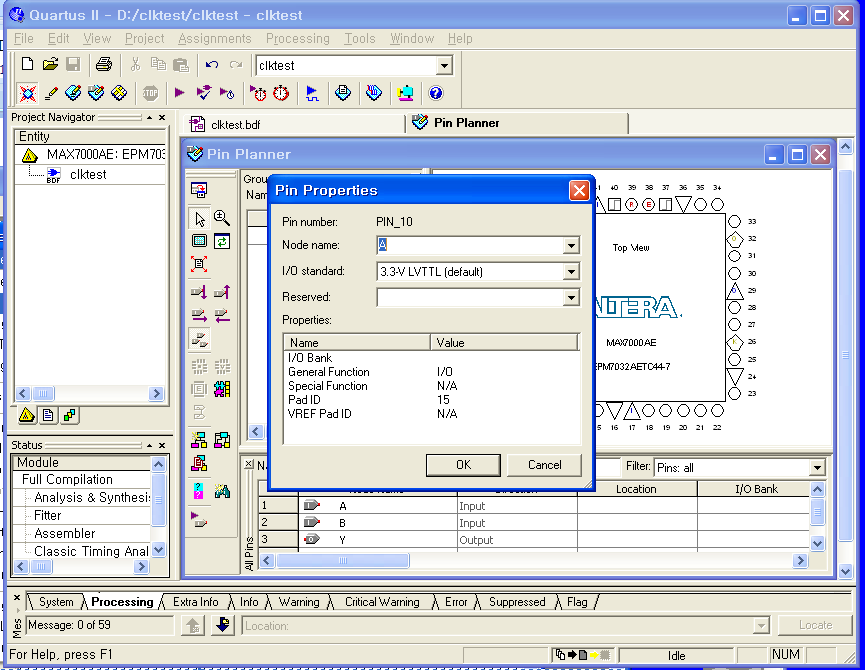 Quartus II - D:/clktest/clktest - clktest
File Edit View Project Assignments Processing Tools Window Help
clktest
STOP
Project Navigator
Entity
MAX7000AE: EPM703
BDF clktest
clktest.bdf
Pin Planner
Pin Planner
Grou
Nam
Pin Properties
Pin number: PIN_10
Node name: A
I/O standard: 3.3-V LVTTL (default)
Reserved:
Properties:
Name Value
I/O Bank
General Function I/O
Special Function N/A
Pad ID 15
VREF Pad ID N/A
OK Cancel
40 39 38 37 36 35 34
Top View
MAX7000AE
EPM7032AETC44-7
33
32
31
30
29
28
27
26
25
24
23
15 16 17 18 19 20 21 22
Filter: Pins: all
Location I/O Bank
1 A Input
2 B Input
3 Y Output
All Pins
Status
Module
Full Compilation
Analysis & Synthesi
Fitter
Assembler
Classic Timing Anal
System Processing Extra Info Info Warning Critical Warning Error Suppressed Flag
Mes
Message: 0 of 59
Location:
Locate
For Help, press F1
Idle
NUM